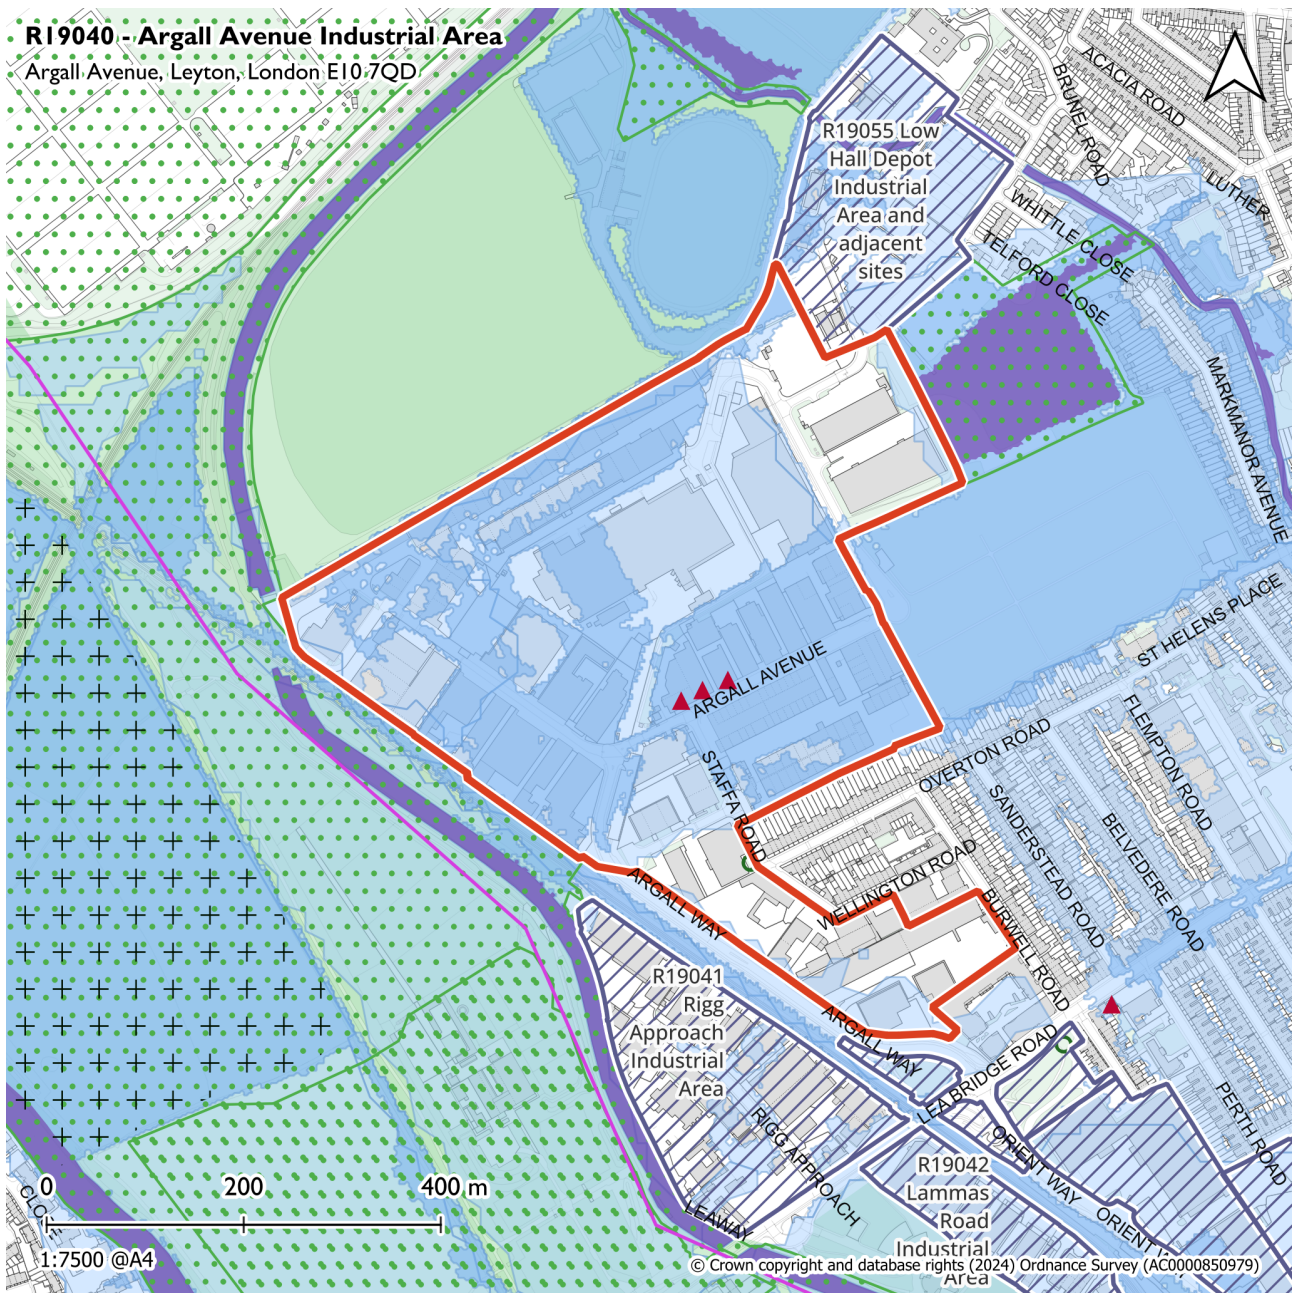 R19040 - Argall Avenue Industrial Area
Argall Avenue, Leyton, London E10 7QD
ACACIA ROAD
BRUNEL ROAD
LUTHER
R19055 Low
Hall Depot
Industrial
Area and
adjacent
sites
WHITTLE CLOSE
TELFORD CLOSE
MARKMANOR AVENUE
ST HELENS PLACE
ARGALL AVENUE
STAFFA ROAD
OVERTON ROAD
FLEMPTON ROAD
SANDERSTEAD ROAD
BELVEDERE ROAD
WELLINGTON ROAD
BURWELL ROAD
ARGALL WAY
R19041
Rigg
Approach
Industrial
Area
ARGALL WAY
LEA BRIDGE ROAD
RIGG APPROACH
ORIENT WAY
PERTH ROAD
R19042
Lammas
Road
Industrial
Area
LEAWAY
ORIENT W
CLOSE
0 200 400 m
1:7500 @A4
© Crown copyright and database rights (2024) Ordnance Survey (AC0000850979)